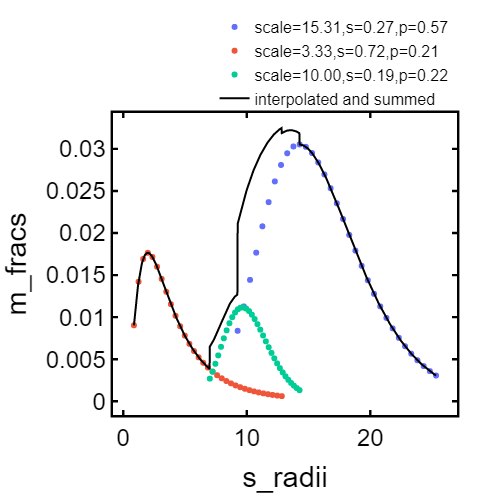 scale=15.31,s=0.27,p=0.57
scale=3.33,s=0.72,p=0.21
scale=10.00,s=0.19,p=0.22
interpolated and summed
0.03
0.025
0.02
0.015
0.01
0.005
0
m_fracs
0 10 20
s_radii